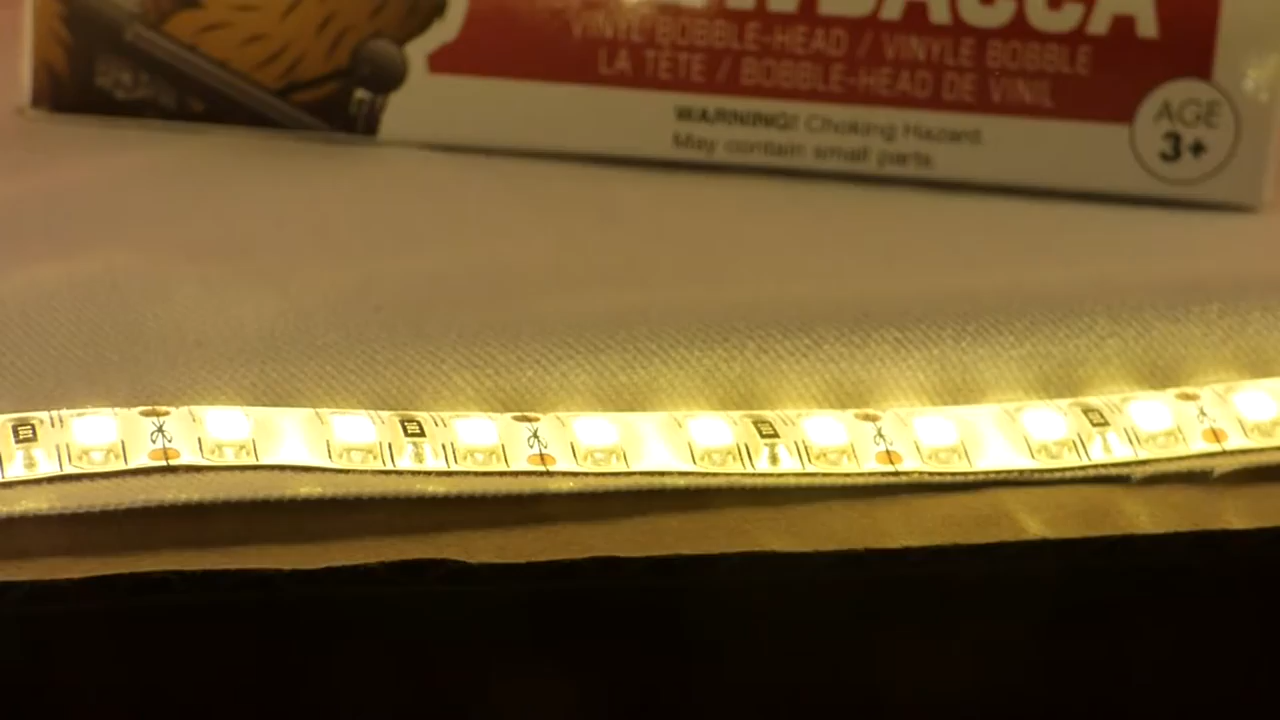 VINYL BOBBLE-HEAD / VINYLE BOBBLE
LA TÉTE / BOBBLE-HEAD DE VINIL
WARNING! Choking Hazard.
May contain small parts.
AGE
3+